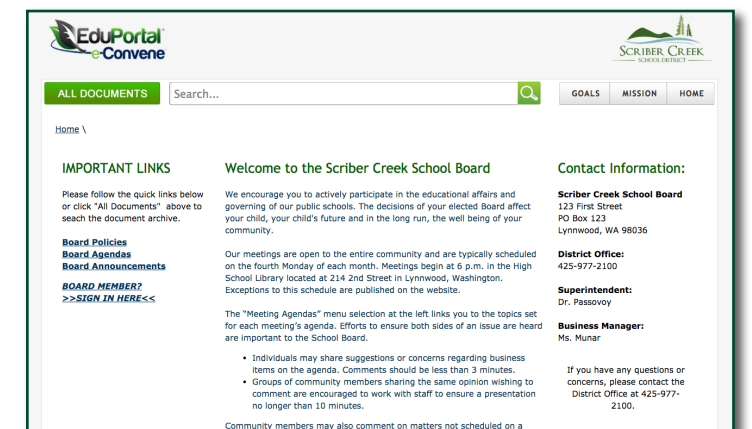 EduPortal
e-Convene
SCRIBER CREEK
SCHOOL DISTRICT
ALL DOCUMENTS
Search...
GOALS
MISSION
HOME
Home \
IMPORTANT LINKS
Please follow the quick links below
or click "All Documents" above to
seach the document archive.
Board Policies
Board Agendas
Board Announcements
BOARD MEMBER?
>>SIGN IN HERE<<
Welcome to the Scriber Creek School Board
We encourage you to actively participate in the educational affairs and
governing of our public schools. The decisions of your elected Board affect
your child, your child's future and in the long run, the well being of your
community.
Our meetings are open to the entire community and are typically scheduled
on the fourth Monday of each month. Meetings begin at 6 p.m. in the High
School Library located at 214 2nd Street in Lynnwood, Washington.
Exceptions to this schedule are published on the website.
The "Meeting Agendas" menu selection at the left links you to the topics set
for each meeting's agenda. Efforts to ensure both sides of an issue are heard
are important to the School Board.
• Individuals may share suggestions or concerns regarding business
items on the agenda. Comments should be less than 3 minutes.
• Groups of community members sharing the same opinion wishing to
comment are encouraged to work with staff to ensure a presentation
no longer than 10 minutes.
Community members may also comment on matters not scheduled on a
Contact Information:
Scriber Creek School Board
123 First Street
PO Box 123
Lynnwood, WA 98036
District Office:
425-977-2100
Superintendent:
Dr. Passovoy
Business Manager:
Ms. Munar
If you have any questions or
concerns, please contact the
District Office at 425-977-
2100.